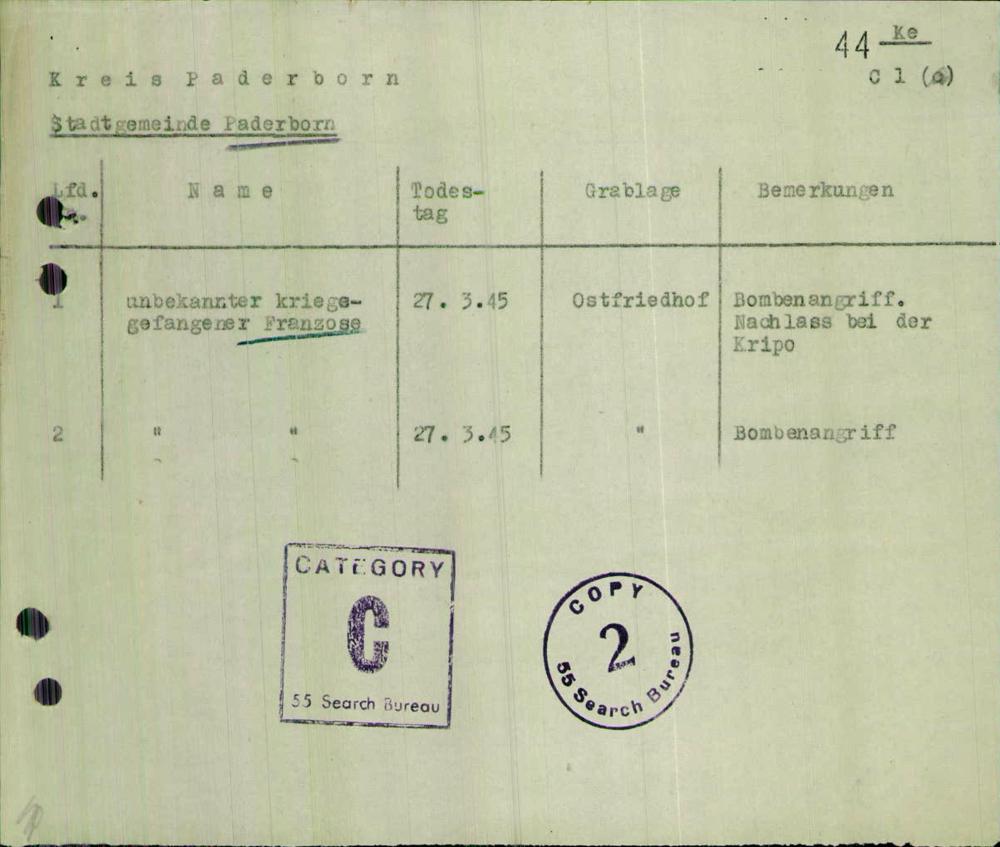 44 Ke
C 1 (a)
Kreis Paderborn
Stadtgemeinde Paderborn
Lfd. Name Todes- Grablage Bemerkungen
tag
1 unbekannter kriegs- 27. 3.45 Ostfriedhof Bombenangriff.
gefangener Franzose Nachlass bei der
Kripo
2 " " 27. 3.45 " Bombenangriff
CATEGORY
C
55 Search Bureau
COPY
2
55 Search Bureau